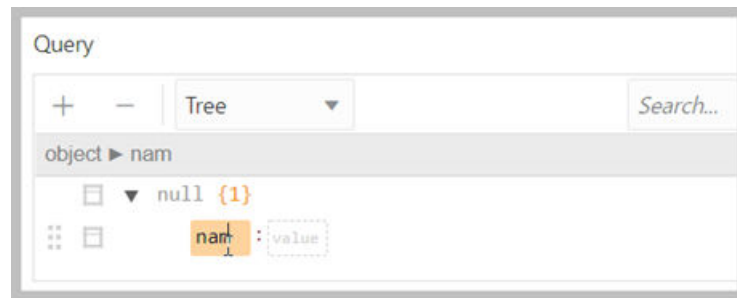 Query
+ − Tree ▼ Search...
object ► nam
▼ null {1}
nam : value